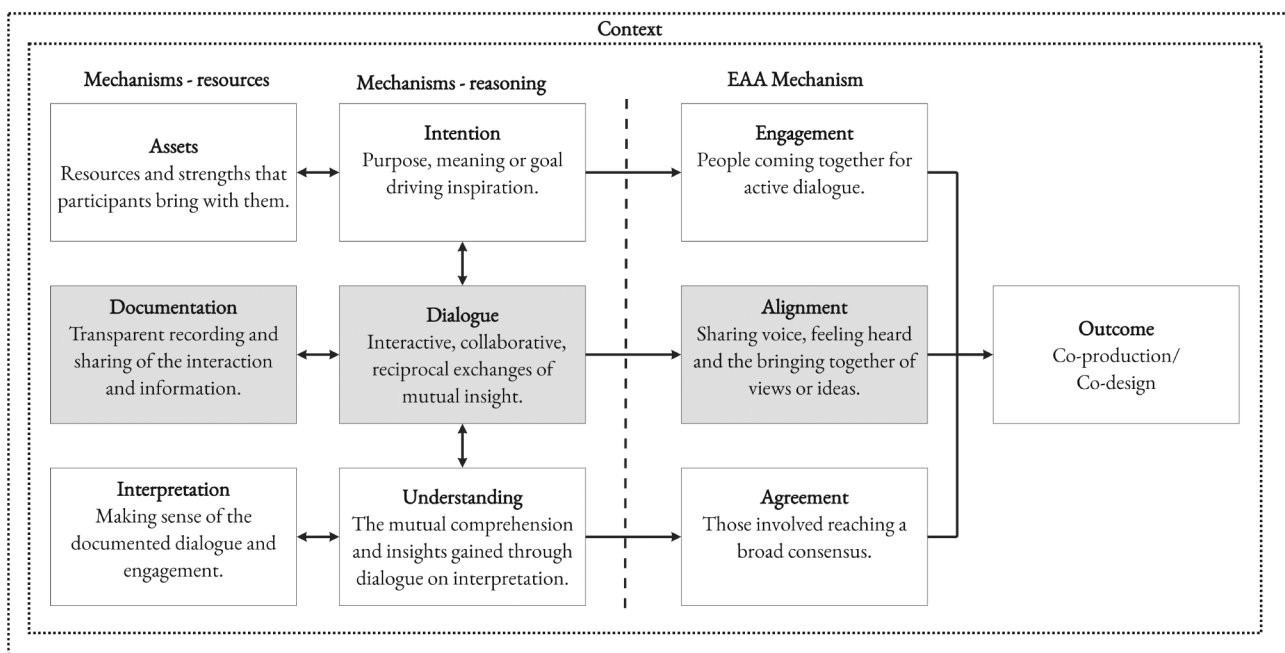 Context
Mechanisms - resources
Mechanisms - reasoning
EAA Mechanism
Assets
Resources and strengths that
participants bring with them.
Intention
Purpose, meaning or goal
driving inspiration.
Engagement
People coming together for
active dialogue.
Documentation
Transparent recording and
sharing of the interaction
and information.
Dialogue
Interactive, collaborative,
reciprocal exchanges of
mutual insight.
Alignment
Sharing voice, feeling heard
and the bringing together of
views or ideas.
Outcome
Co-production/
Co-design
Interpretation
Making sense of the
documented dialogue and
engagement.
Understanding
The mutual comprehension
and insights gained through
dialogue on interpretation.
Agreement
Those involved reaching a
broad consensus.